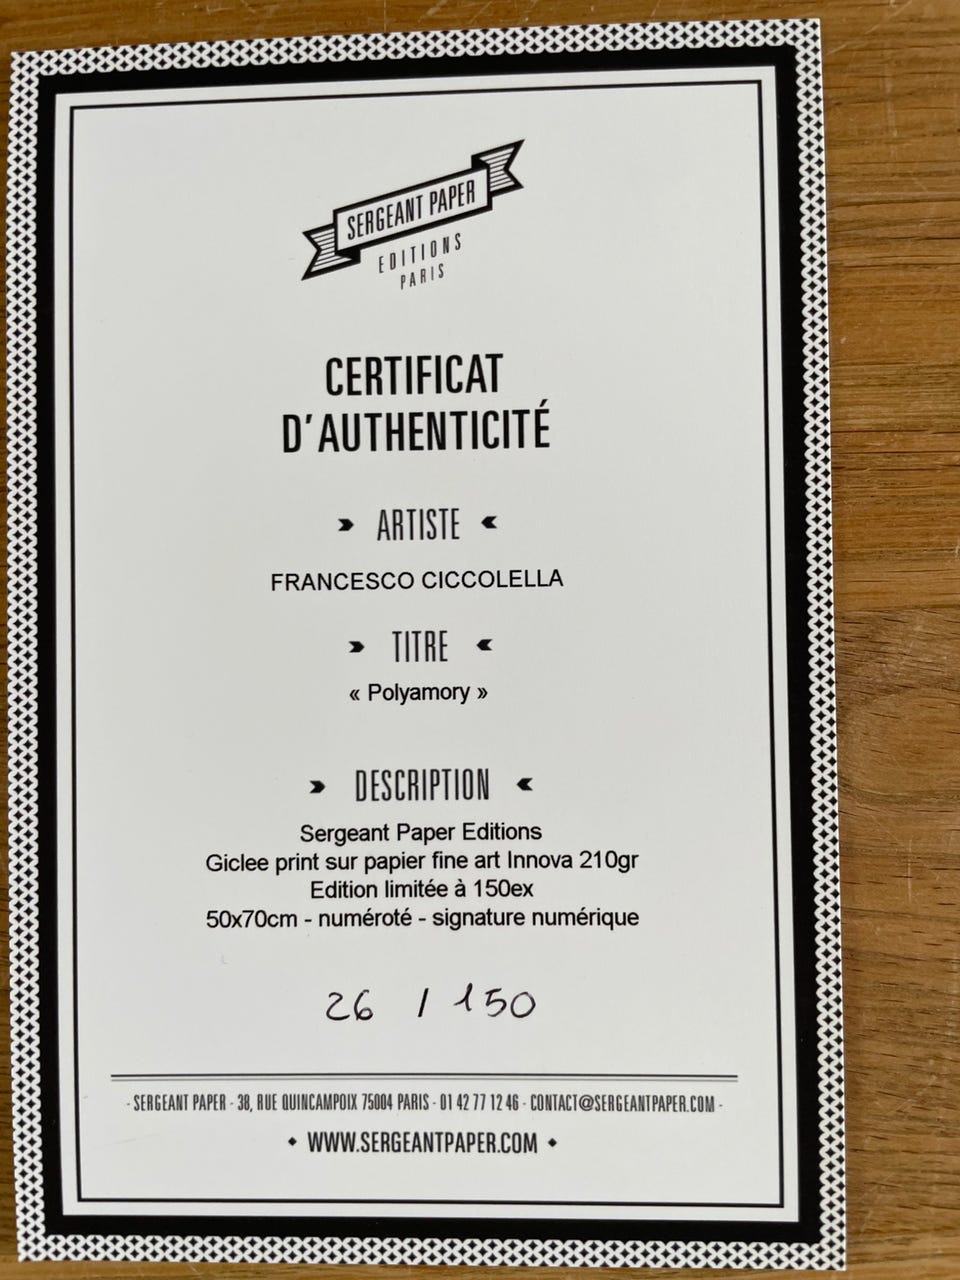 SERGEANT PAPER
EDITIONS
PARIS
CERTIFICAT
D'AUTHENTICITÉ
ARTISTE
FRANCESCO CICCOLELLA
TITRE
« Polyamory »
DESCRIPTION
Sergeant Paper Editions
Giclee print sur papier fine art Innova 210gr
Edition limitée à 150ex
50x70cm - numéroté - signature numérique
26 / 150
- SERGEANT PAPER - 38, RUE QUINCAMPOIX 75004 PARIS - 01 42 77 12 46 - CONTACT@SERGEANTPAPER.COM -
• WWW.SERGEANTPAPER.COM •